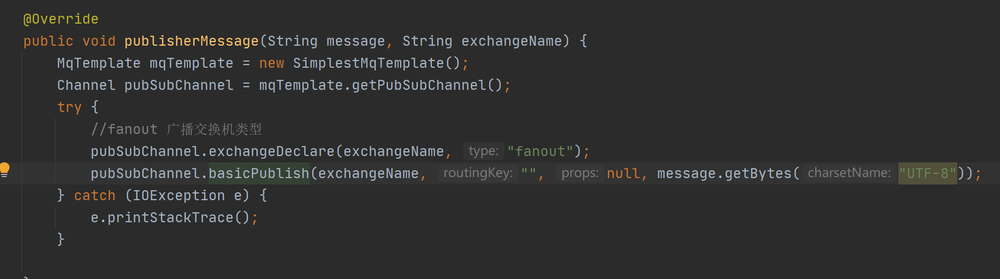 @Override
public void publisherMessage(String message, String exchangeName) {
MqTemplate mqTemplate = new SimplestMqTemplate();
Channel pubSubChannel = mqTemplate.getPubSubChannel();
try {
//fanout 广播交换机类型
pubSubChannel.exchangeDeclare(exchangeName, type: "fanout");
pubSubChannel.basicPublish(exchangeName, routingKey: "", props: null, message.getBytes( charsetName: "UTF-8"));
} catch (IOException e) {
e.printStackTrace();
}